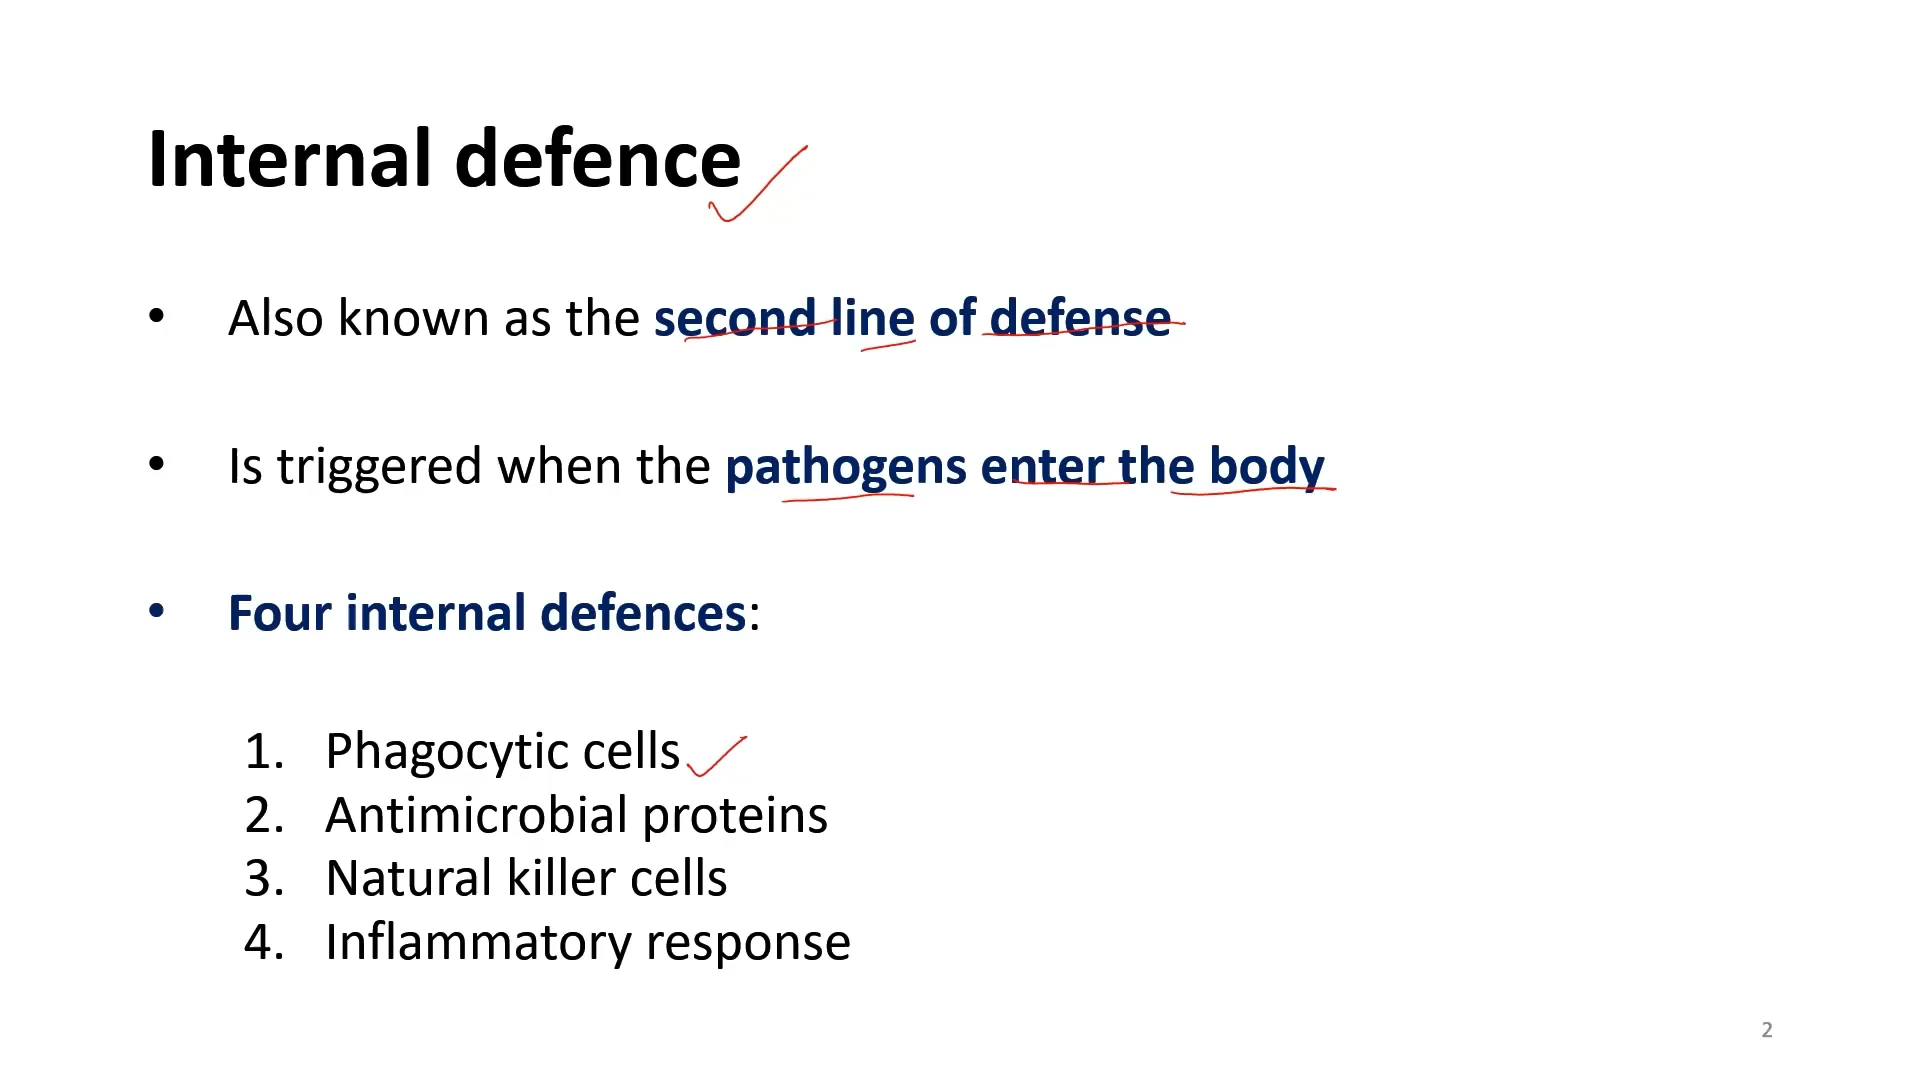 Internal defence
• Also known as the second line of defense
• Is triggered when the pathogens enter the body
• Four internal defences:
1. Phagocytic cells
2. Antimicrobial proteins
3. Natural killer cells
4. Inflammatory response
2